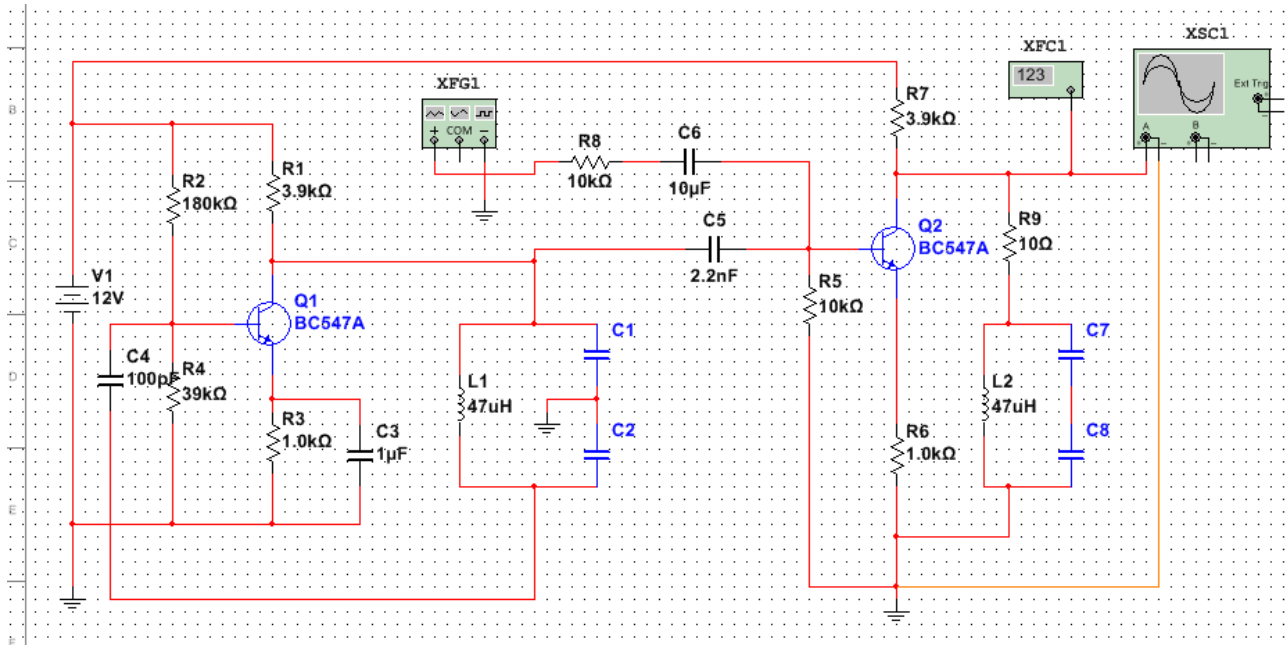 XSC1
XFC1
XFG1
123
Ext Trig
B
R7
3.9kΩ
COM
A
B
C6
R8
10kΩ
10µF
R1
3.9kΩ
R2
180kΩ
C5
2.2nF
R9
10Ω
C
Q2
BC547A
V1
12V
R5
10kΩ
Q1
BC547A
C1
C7
C4
100pF
R4
39kΩ
D
L1
47uH
L2
47uH
R3
1.0kΩ
C3
1µF
C2
R6
1.0kΩ
C8
E